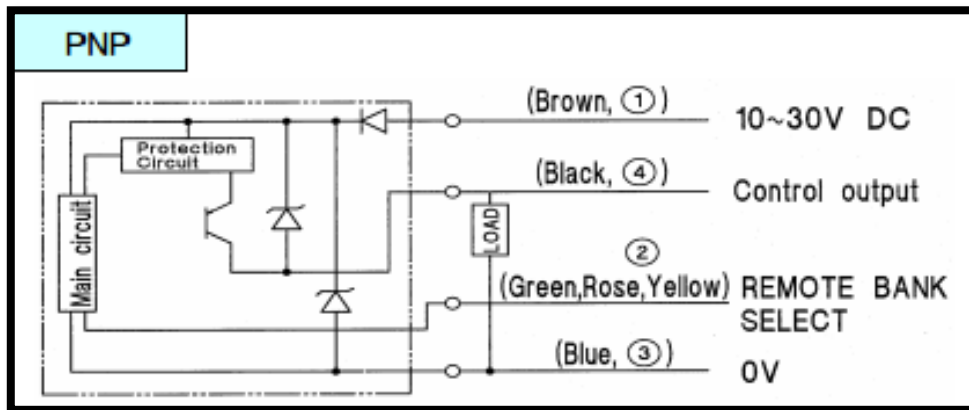 PNP
(Brown, ①)
10~30V DC
Protection
Circuit
(Black, ④)
Control output
Main circuit
LOAD
②
(Green,Rose,Yellow)
REMOTE BANK
SELECT
(Blue, ③)
0V